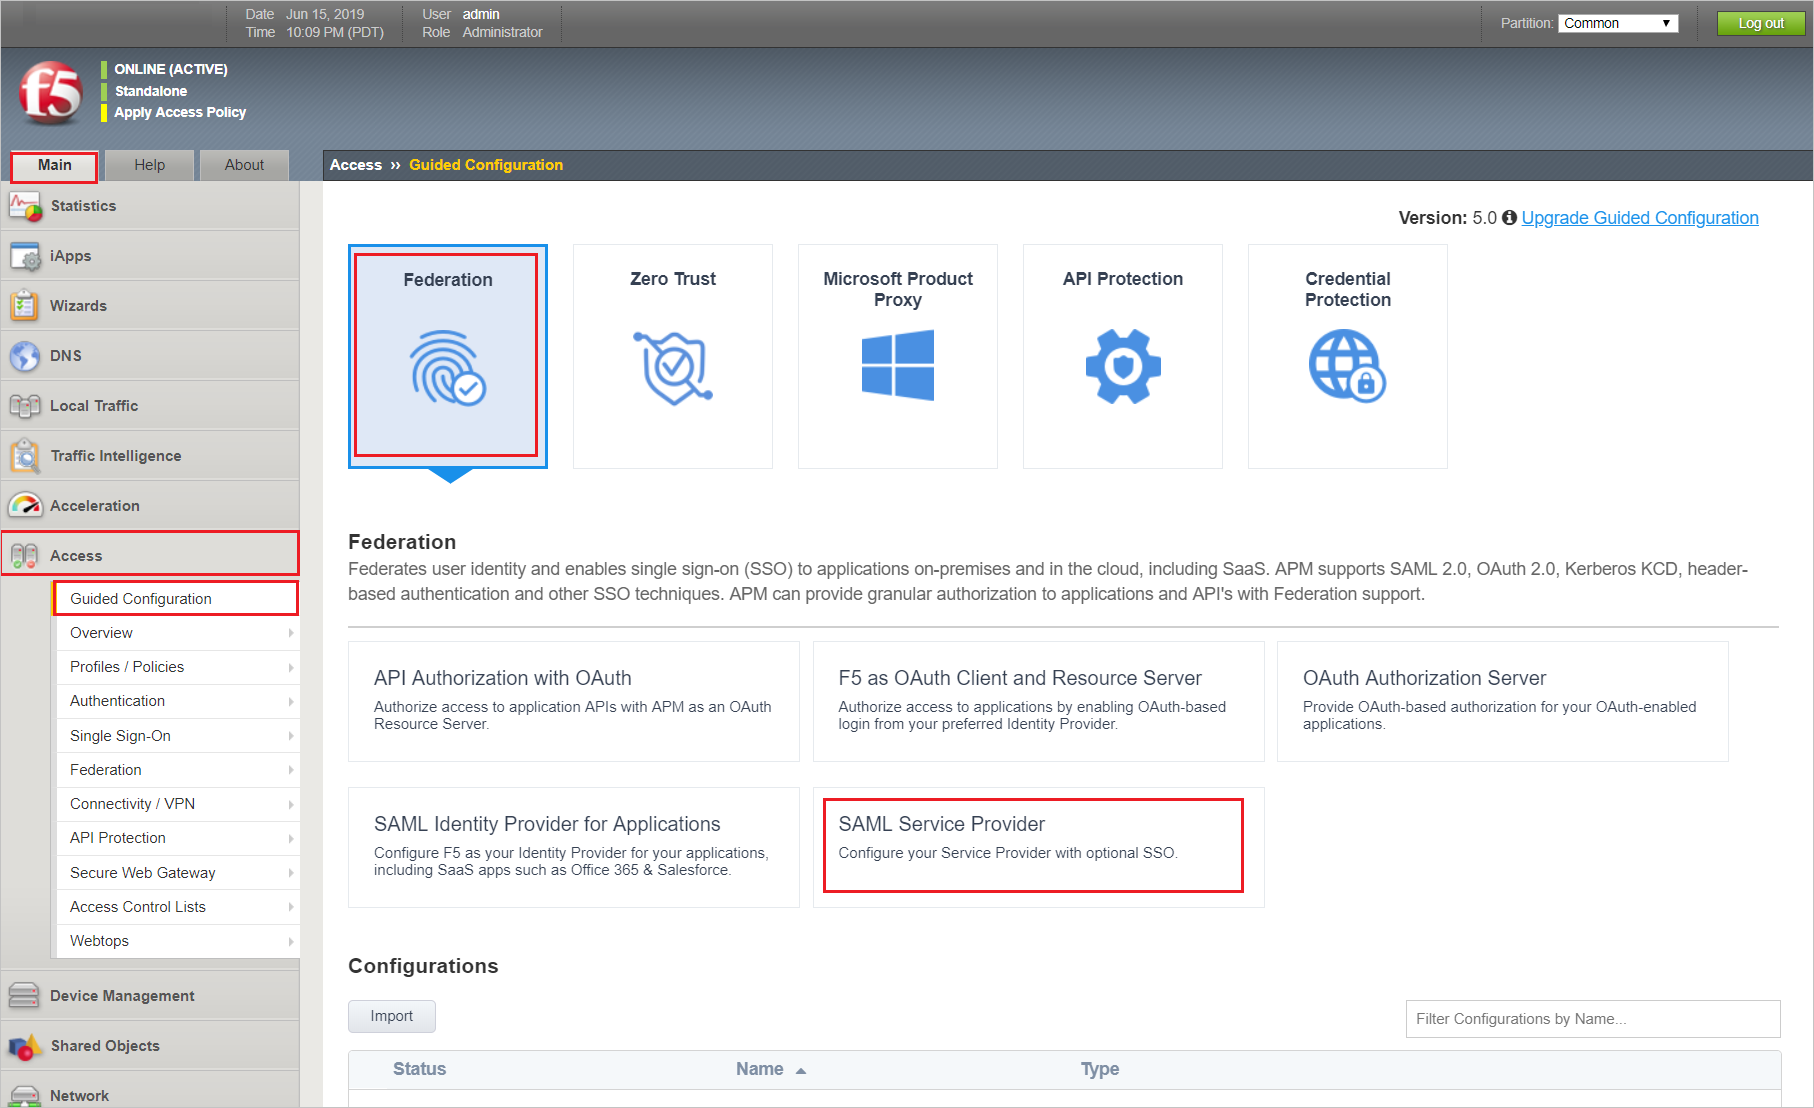 Date Jun 15, 2019
Time 10:09 PM (PDT)
User admin
Role Administrator
Partition: Common
Log out
f5
ONLINE (ACTIVE)
Standalone
Apply Access Policy
Main
Help
About
Access ›› Guided Configuration
Statistics
iApps
Wizards
DNS
Local Traffic
Traffic Intelligence
Acceleration
Access
Guided Configuration
Overview
Profiles / Policies
Authentication
Single Sign-On
Federation
Connectivity / VPN
API Protection
Secure Web Gateway
Access Control Lists
Webtops
Device Management
Shared Objects
Network
Version: 5.0 Upgrade Guided Configuration
Federation
Zero Trust
Microsoft Product
Proxy
API Protection
Credential
Protection
Federation
Federates user identity and enables single sign-on (SSO) to applications on-premises and in the cloud, including SaaS. APM supports SAML 2.0, OAuth 2.0, Kerberos KCD, header-
based authentication and other SSO techniques. APM can provide granular authorization to applications and API's with Federation support.
API Authorization with OAuth
Authorize access to application APIs with APM as an OAuth
Resource Server.
F5 as OAuth Client and Resource Server
Authorize access to applications by enabling OAuth-based
login from your preferred Identity Provider.
OAuth Authorization Server
Provide OAuth-based authorization for your OAuth-enabled
applications.
SAML Identity Provider for Applications
Configure F5 as your Identity Provider for your applications,
including SaaS apps such as Office 365 & Salesforce.
SAML Service Provider
Configure your Service Provider with optional SSO.
Configurations
Import
Filter Configurations by Name...
Status
Name
Type